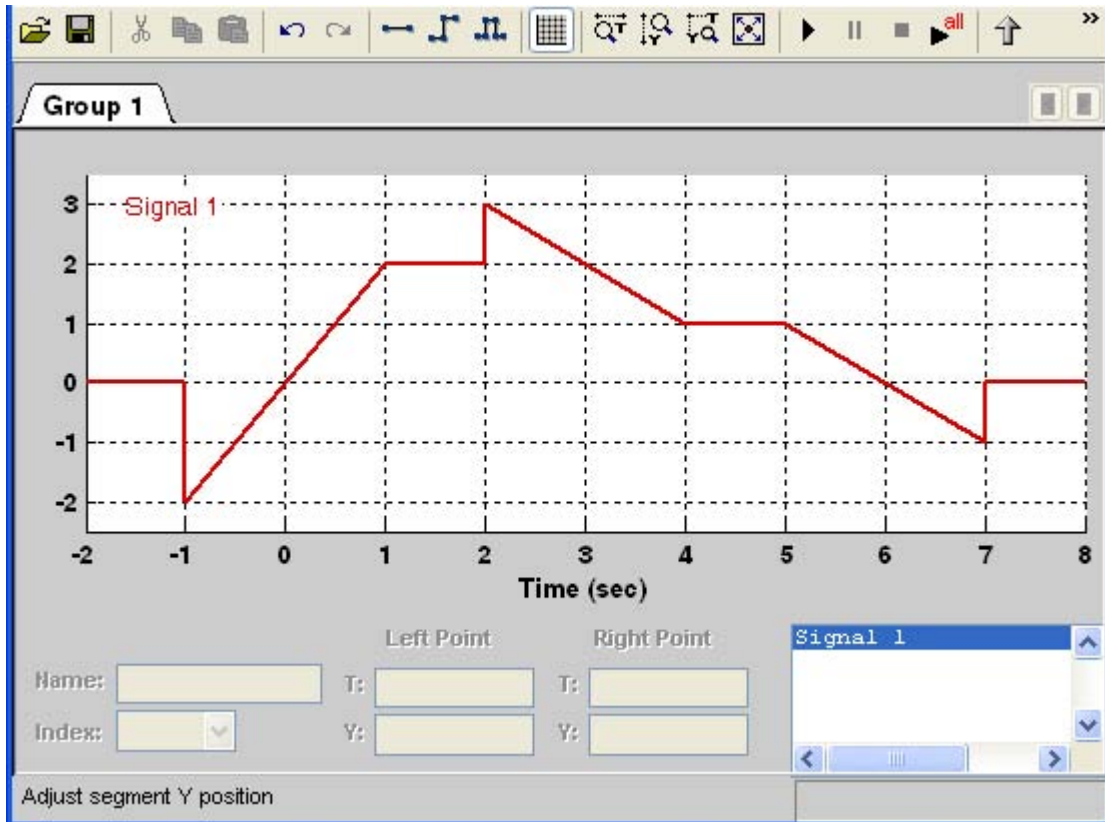 all
»
Group 1
Signal 1
3
2
1
0
-1
-2
-2 -1 0 1 2 3 4 5 6 7 8
Time (sec)
Left Point Right Point
Name: T: T:
Index: Y: Y:
Signal 1
Adjust segment Y position